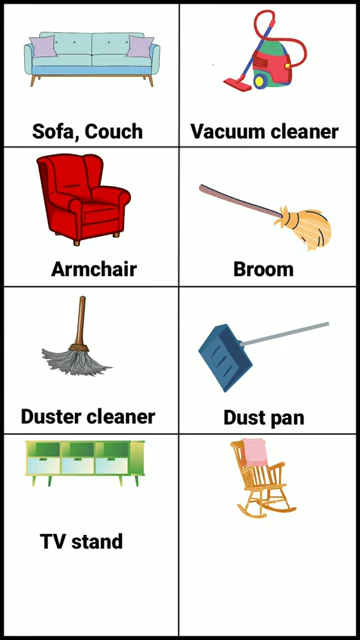 Sofa, Couch
Vacuum cleaner
Armchair
Broom
Duster cleaner
Dust pan
TV stand